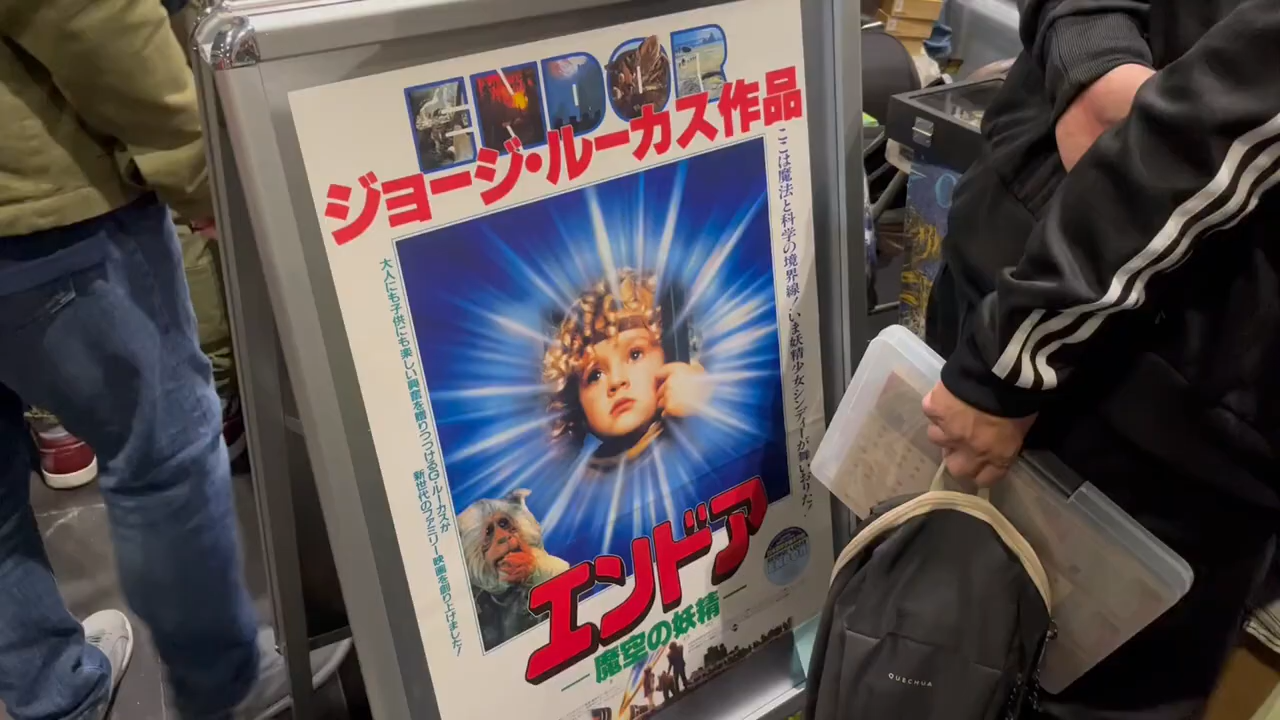 ENDOR
ジョージ・ルーカス作品
ここは魔法と科学の境界線!いま妖精少女シンディーが舞いおりた!
大人にも子供にも楽しい興奮を贈りつづけるG・ルーカスが
新世代のファミリー映画を創り上げました!
エンドア
—魔空の妖精—
QUECHUA